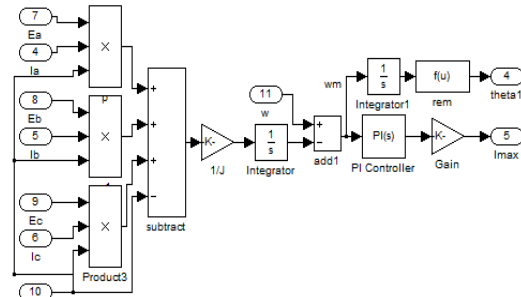 7
Ea
4
Ia
×
8
Eb
5
Ib
×
9
Ec
6
Ic
×
Product3
10
+
+
+
−
subtract
K-
1/J
1
s
Integrator
11
w
+
−
add1
wm
1
s
Integrator1
f(u)
rem
4
theta1
PI(s)
PI Controller
K-
Gain
5
Imax